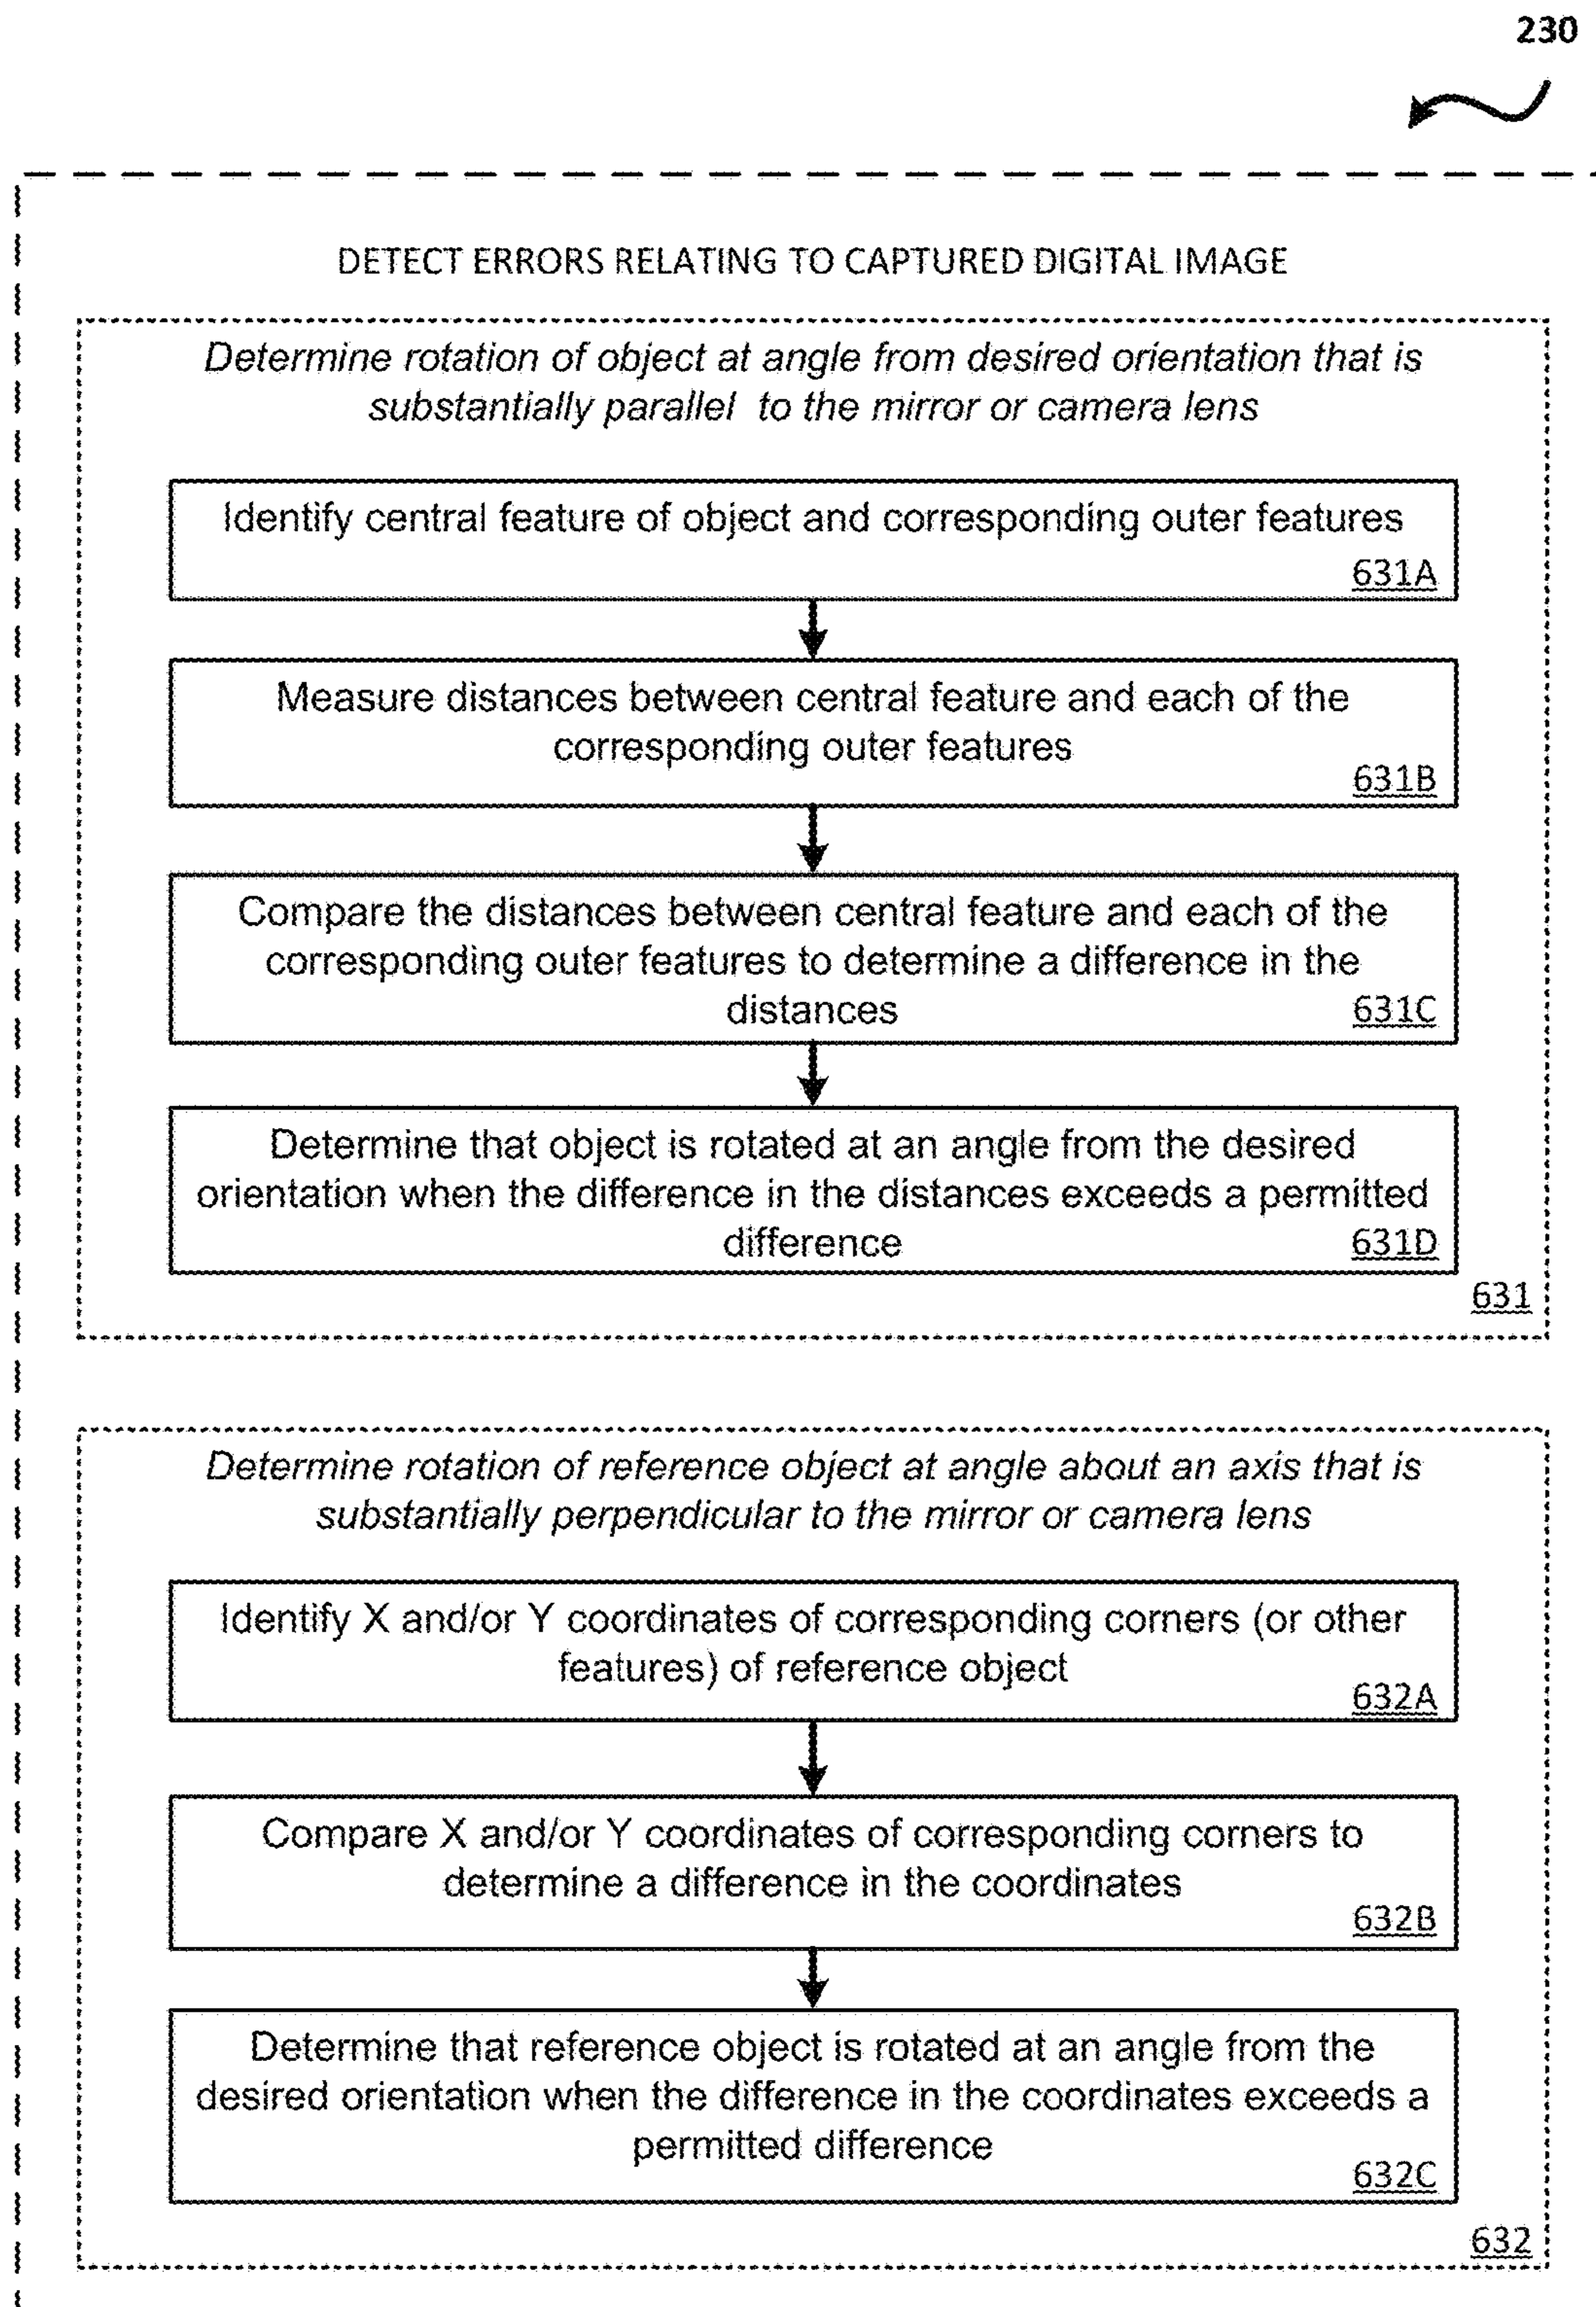 230
DETECT ERRORS RELATING TO CAPTURED DIGITAL IMAGE
Determine rotation of object at angle from desired orientation that is
substantially parallel to the mirror or camera lens
Identify central feature of object and corresponding outer features
631A
Measure distances between central feature and each of the
corresponding outer features
631B
Compare the distances between central feature and each of the
corresponding outer features to determine a difference in the
distances
631C
Determine that object is rotated at an angle from the desired
orientation when the difference in the distances exceeds a permitted
difference
631D
631
Determine rotation of reference object at angle about an axis that is
substantially perpendicular to the mirror or camera lens
Identify X and/or Y coordinates of corresponding corners (or other
features) of reference object
632A
Compare X and/or Y coordinates of corresponding corners to
determine a difference in the coordinates
632B
Determine that reference object is rotated at an angle from the
desired orientation when the difference in the coordinates exceeds a
permitted difference
632C
632